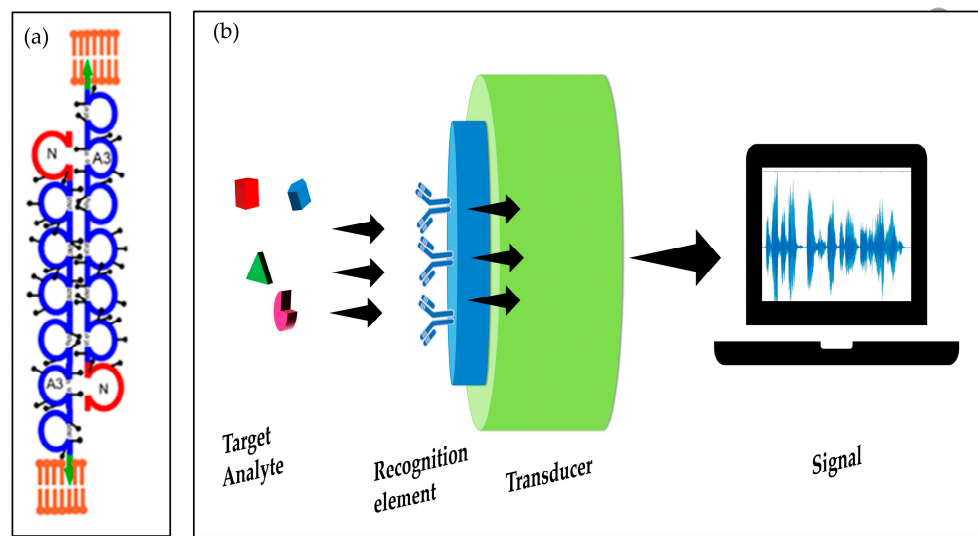 (a)
N
A3
A3
N
(b)
Target
Analyte
Recognition
element
Transducer
Signal